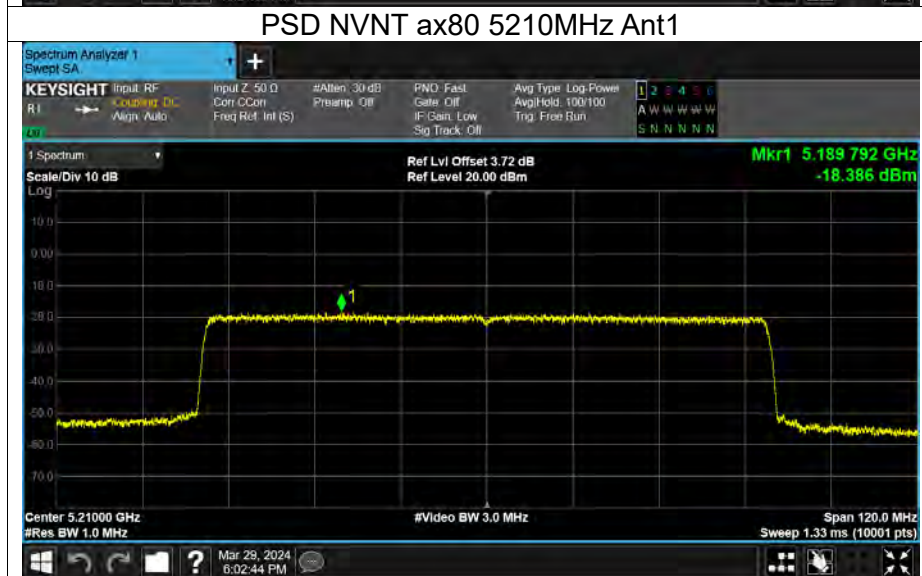 PSD NVNT ax80 5210MHz Ant1
Spectrum Analyzer 1
Swept SA
+
KEYSIGHT Input: RF
Coupling: DC
Align: Auto
Input Z: 50 Ω
Corr CCorr
Freq Ref: Int (S)
#Atten: 30 dB
Preamp: Off
PNO: Fast
Gate: Off
IF Gain: Low
Sig Track: Off
Avg Type: Log-Power
Avg|Hold: 100/100
Trig: Free Run
1 2 3 4 5 6
A W W W W W
S N N N N N
1 Spectrum
Scale/Div 10 dB
Log
Ref Lvl Offset 3.72 dB
Ref Level 20.00 dBm
Mkr1 5.189 792 GHz
-18.386 dBm
10.0
0.00
1
-40.0
-50.0
-60.0
-70.0
Center 5.21000 GHz
#Res BW 1.0 MHz
#Video BW 3.0 MHz
Span 120.0 MHz
Sweep 1.33 ms (10001 pts)
?
Mar 29, 2024
6:02:44 PM